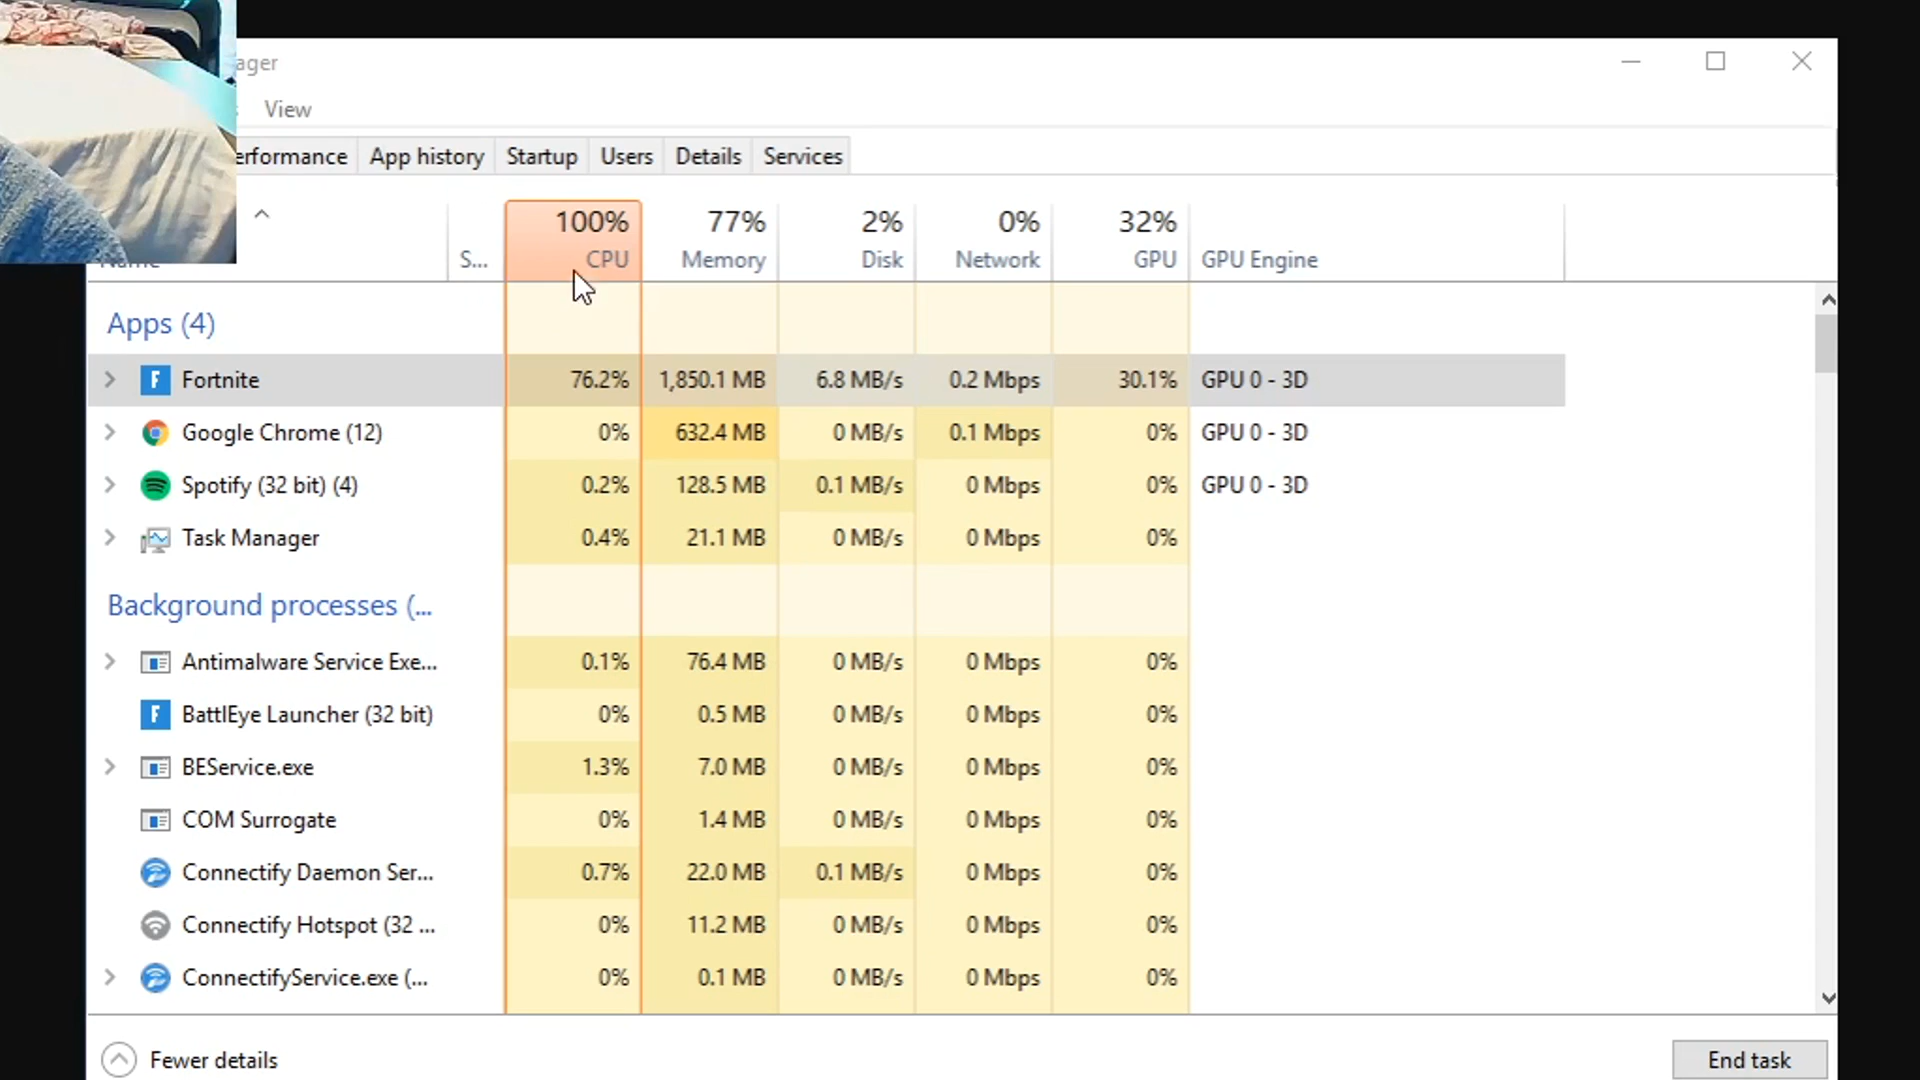 ager
View
erformance App history Startup Users Details Services
100% 77% 2% 0% 32%
Name S... CPU Memory Disk Network GPU GPU Engine
Apps (4)
Fortnite 76.2% 1,850.1 MB 6.8 MB/s 0.2 Mbps 30.1% GPU 0 - 3D
Google Chrome (12) 0% 632.4 MB 0 MB/s 0.1 Mbps 0% GPU 0 - 3D
Spotify (32 bit) (4) 0.2% 128.5 MB 0.1 MB/s 0 Mbps 0% GPU 0 - 3D
Task Manager 0.4% 21.1 MB 0 MB/s 0 Mbps 0%
Background processes (...
Antimalware Service Exe... 0.1% 76.4 MB 0 MB/s 0 Mbps 0%
BattlEye Launcher (32 bit) 0% 0.5 MB 0 MB/s 0 Mbps 0%
BEService.exe 1.3% 7.0 MB 0 MB/s 0 Mbps 0%
COM Surrogate 0% 1.4 MB 0 MB/s 0 Mbps 0%
Connectify Daemon Ser... 0.7% 22.0 MB 0.1 MB/s 0 Mbps 0%
Connectify Hotspot (32 ... 0% 11.2 MB 0 MB/s 0 Mbps 0%
ConnectifyService.exe (... 0% 0.1 MB 0 MB/s 0 Mbps 0%
Fewer details End task